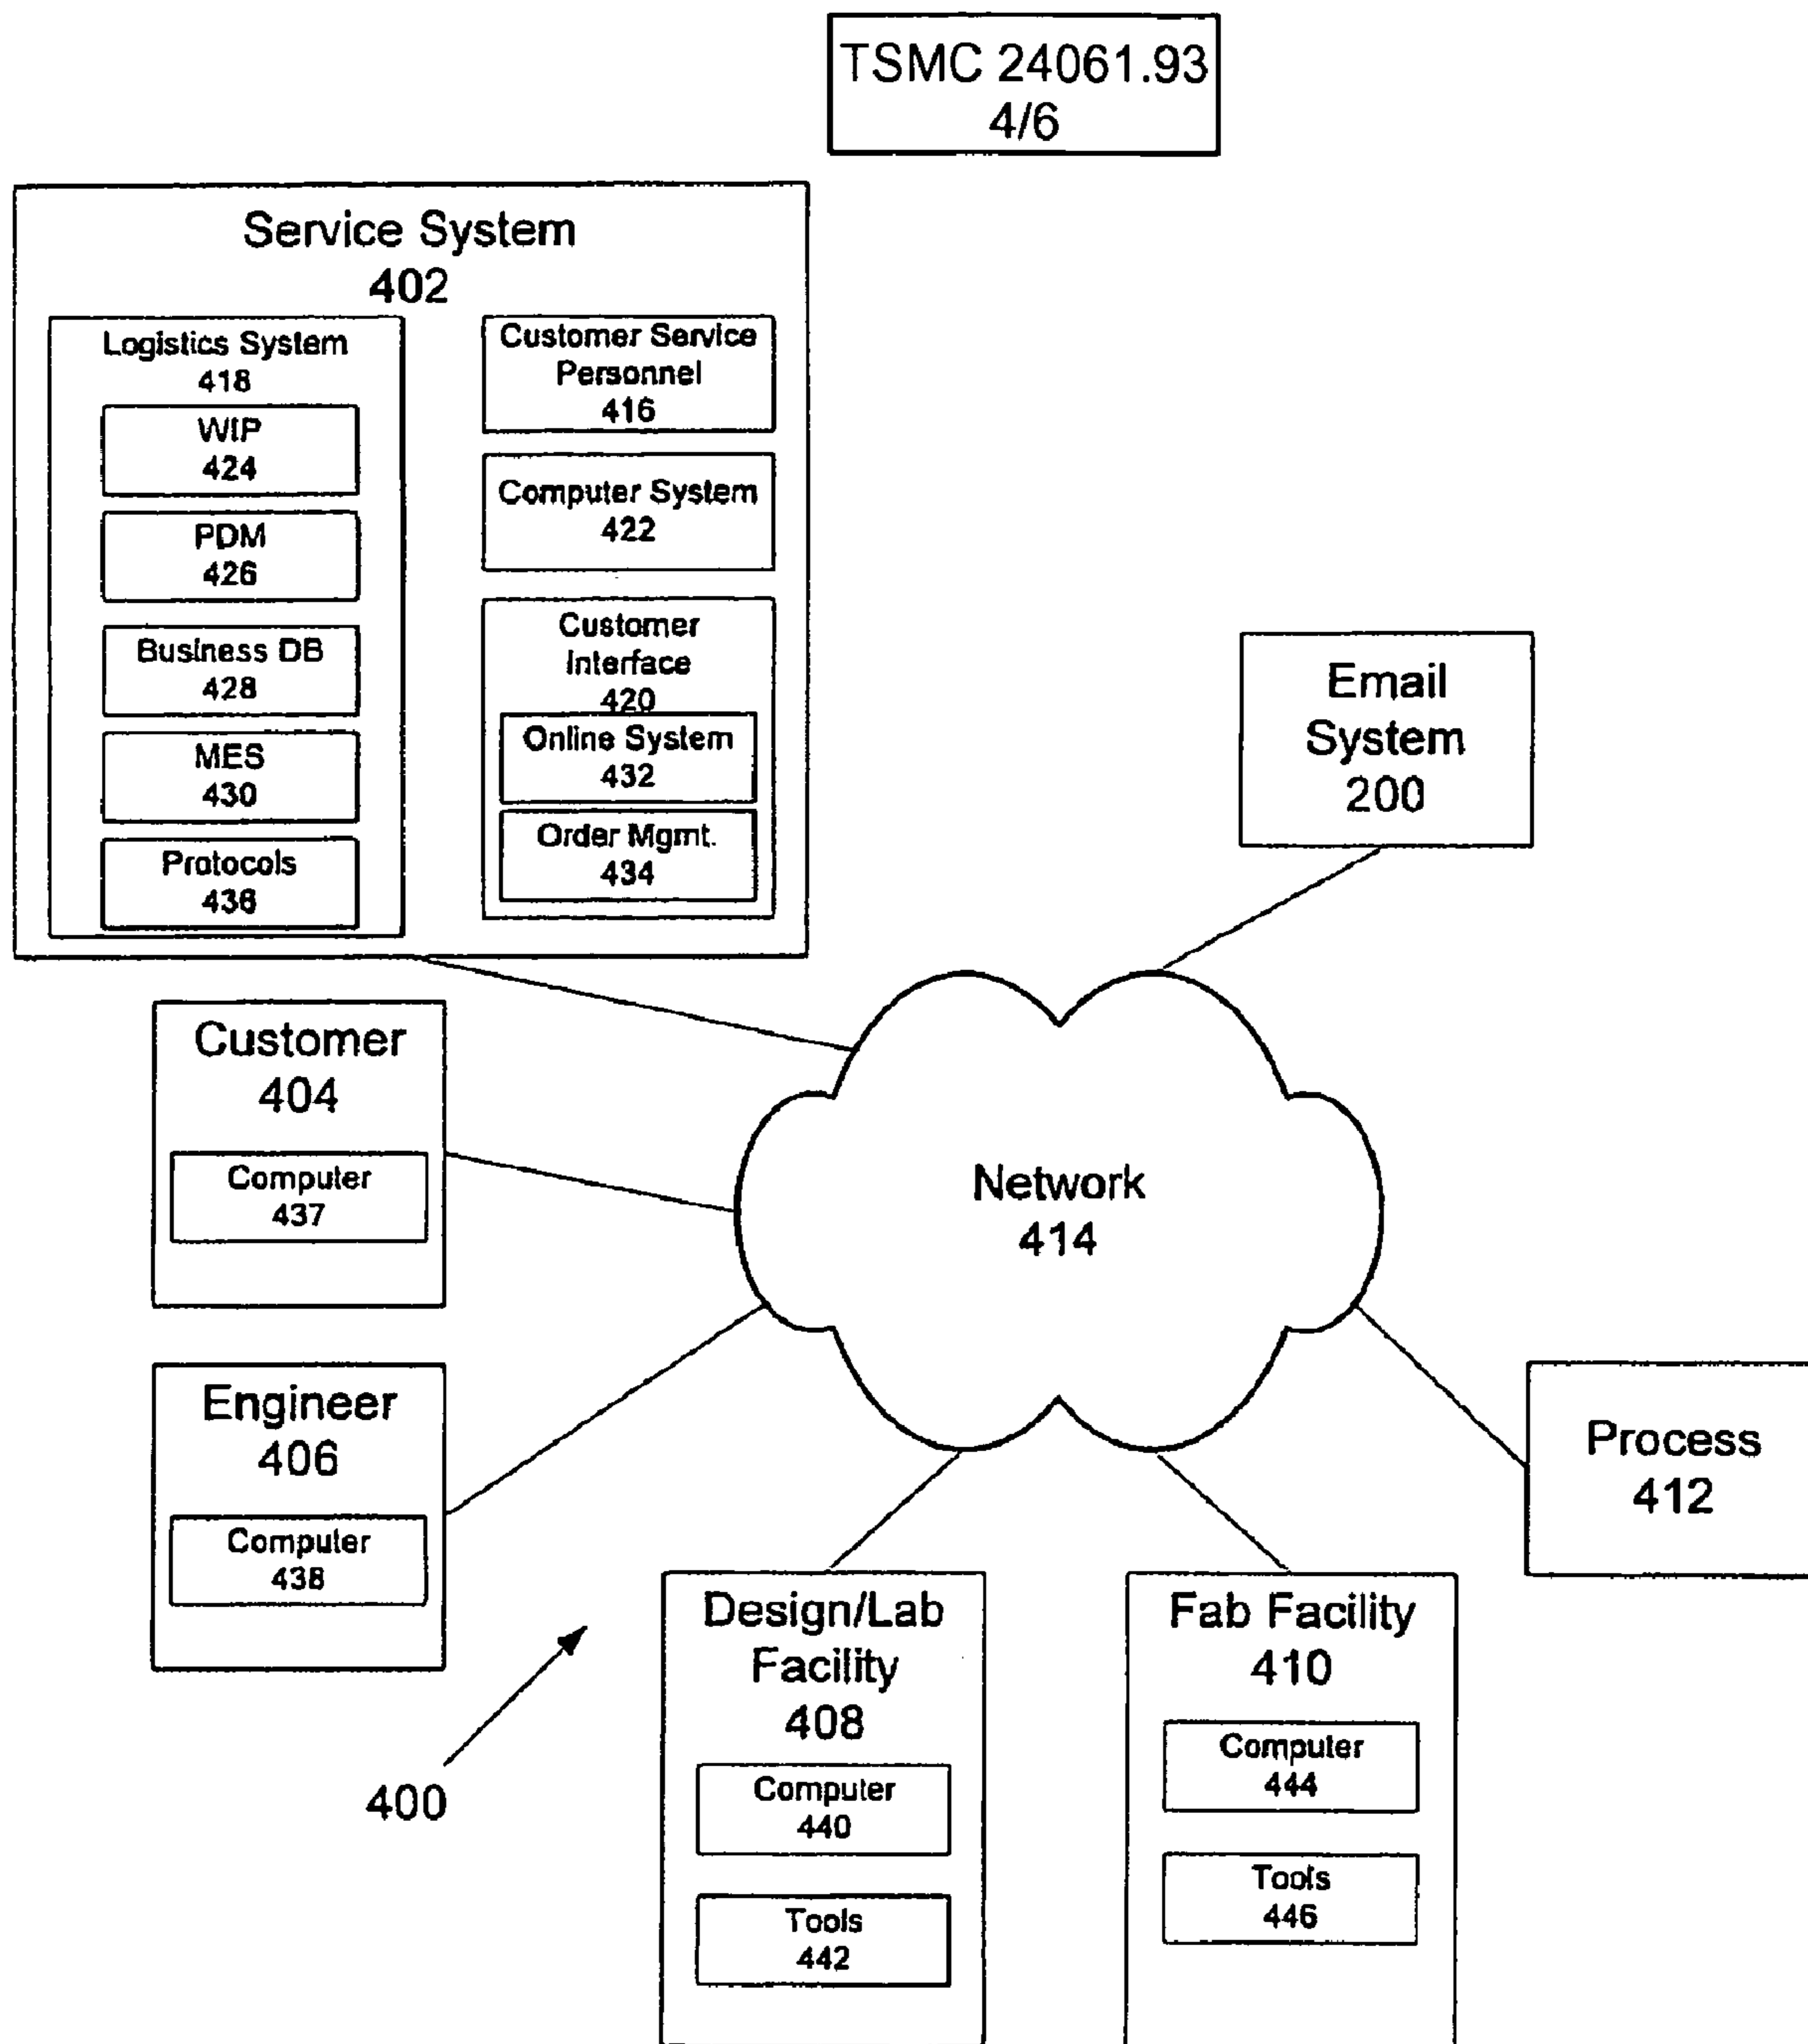 TSMC 24061.93
4/6
Service System
402
Logistics System
418
WIP
424
PDM
426
Business DB
428
MES
430
Protocols
436
Customer Service
Personnel
416
Computer System
422
Customer
Interface
420
Online System
432
Order Mgmt.
434
Email
System
200
Customer
404
Computer
437
Network
414
Engineer
406
Computer
438
Process
412
Design/Lab
Facility
408
Computer
440
Tools
442
Fab Facility
410
Computer
444
Tools
446
400